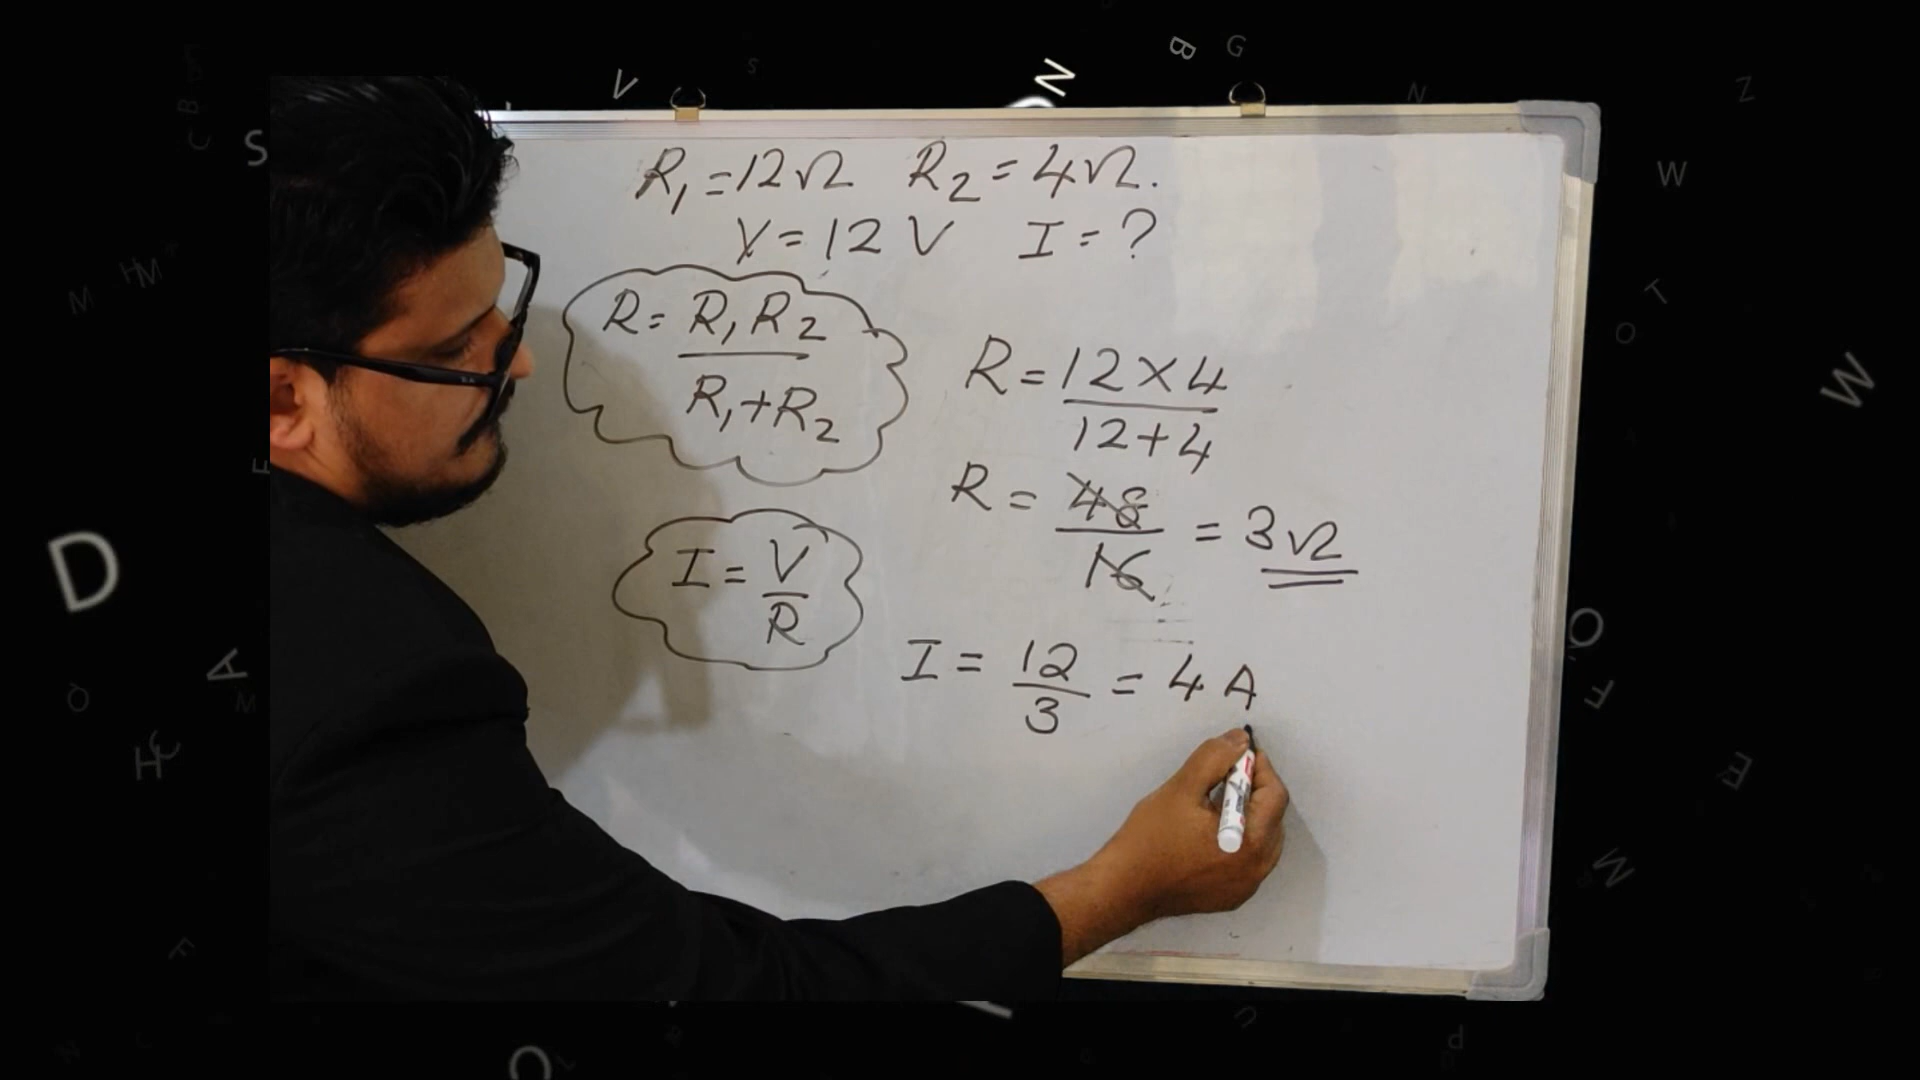 R₁=12Ω R₂=4Ω.
V=12 V I=?
R= R₁R₂
R₁+R₂
R=12×4
12+4
R= 48 = 3Ω
16
I= V
R
I= 12 = 4 A
3